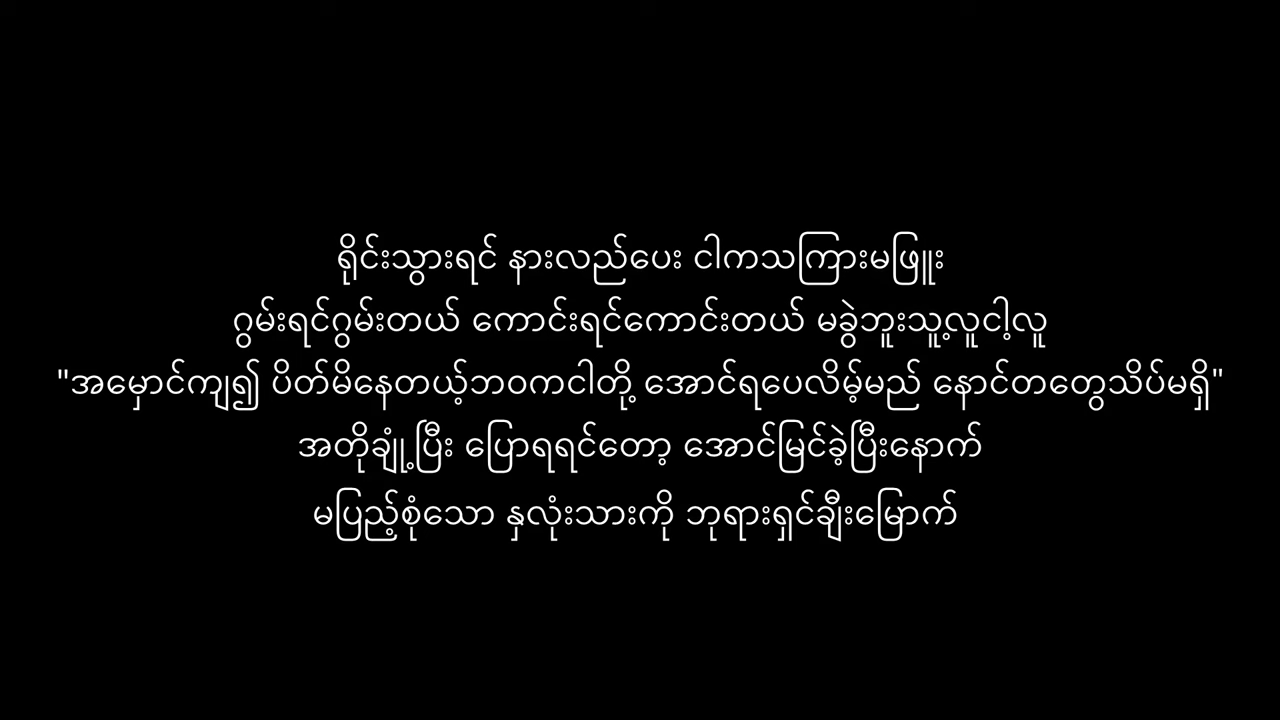 ရိုင်းသွားရင် နားလည်ပေး ငါကသကြားမဖြူး
ဂွမ်းရင်ဂွမ်းတယ် ကောင်းရင်ကောင်းတယ် မခွဲဘူးသူ့လူငါ့လူ
"အမှောင်ကျ၍ ပိတ်မိနေတယ့်ဘဝကငါတို့ အောင်ရပေလိမ့်မည် နောင်တတွေသိပ်မရှိ"
အတိုချုံ့ပြီး ပြောရရင်တော့ အောင်မြင်ခဲ့ပြီးနောက်
မပြည့်စုံသော နှလုံးသားကို ဘုရားရှင်ချီးမြှောက်